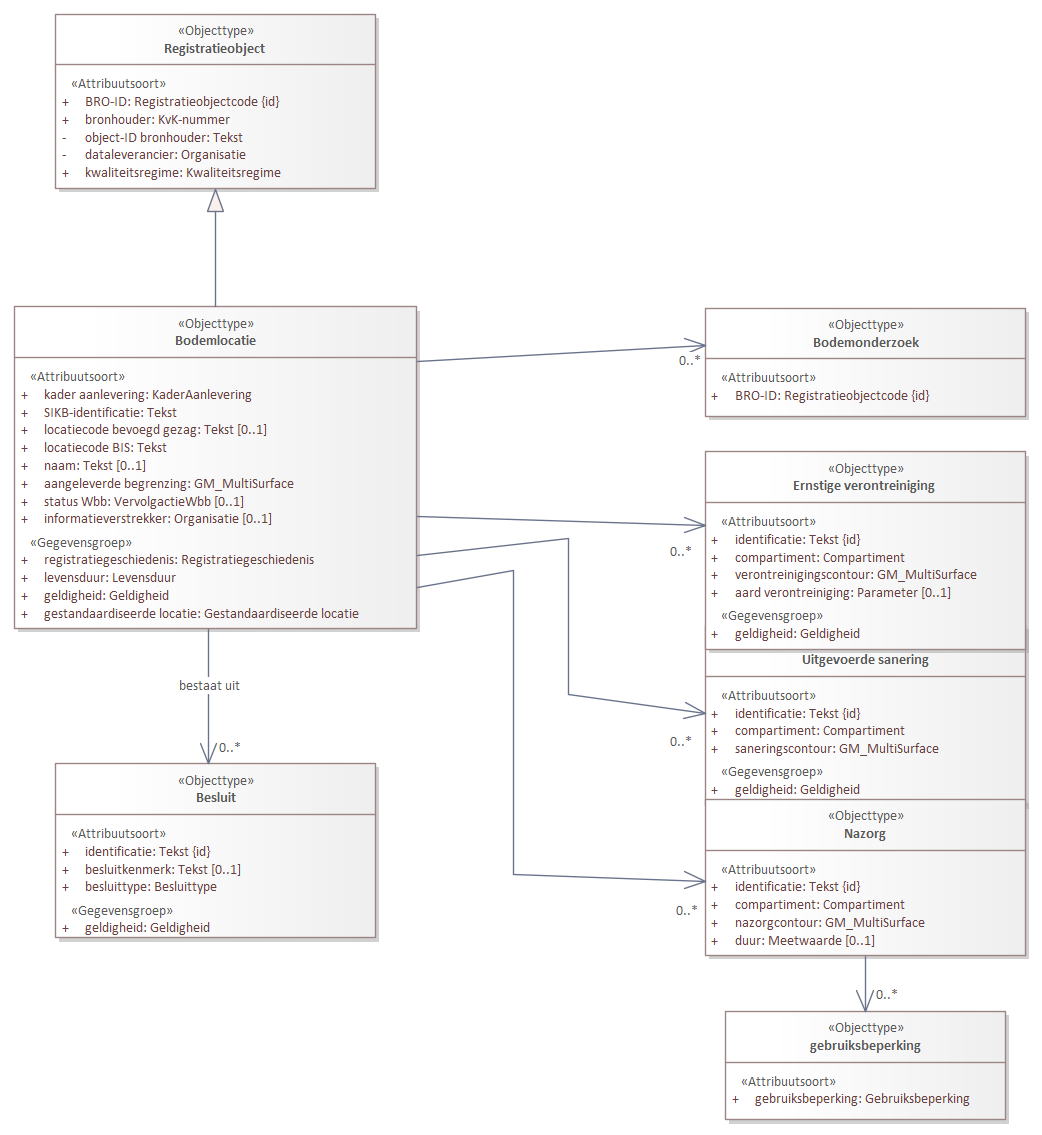 «Objecttype»
Registratieobject
«Attribuutsoort»
+ BRO-ID: Registratieobjectcode {id}
+ bronhouder: KvK-nummer
- object-ID bronhouder: Tekst
- dataleverancier: Organisatie
+ kwaliteitsregime: Kwaliteitsregime
«Objecttype»
Bodemlocatie
«Attribuutsoort»
+ kader aanlevering: KaderAanlevering
+ SIKB-identificatie: Tekst
+ locatiecode bevoegd gezag: Tekst [0..1]
+ locatiecode BIS: Tekst
+ naam: Tekst [0..1]
+ aangeleverde begrenzing: GM_MultiSurface
+ status Wbb: VervolgactieWbb [0..1]
+ informatieverstrekker: Organisatie [0..1]
«Gegevensgroep»
+ registratiegeschiedenis: Registratiegeschiedenis
+ levensduur: Levensduur
+ geldigheid: Geldigheid
+ gestandaardiseerde locatie: Gestandaardiseerde locatie
0..*
«Objecttype»
Bodemonderzoek
«Attribuutsoort»
+ BRO-ID: Registratieobjectcode {id}
0..*
«Objecttype»
Ernstige verontreiniging
«Attribuutsoort»
+ identificatie: Tekst {id}
+ compartiment: Compartiment
+ verontreinigingscontour: GM_MultiSurface
+ aard verontreiniging: Parameter [0..1]
«Gegevensgroep»
+ geldigheid: Geldigheid
0..*
Uitgevoerde sanering
«Attribuutsoort»
+ identificatie: Tekst {id}
+ compartiment: Compartiment
+ saneringscontour: GM_MultiSurface
«Gegevensgroep»
+ geldigheid: Geldigheid
bestaat uit
0..*
«Objecttype»
Besluit
«Attribuutsoort»
+ identificatie: Tekst {id}
+ besluitkenmerk: Tekst [0..1]
+ besluittype: Besluittype
«Gegevensgroep»
+ geldigheid: Geldigheid
0..*
«Objecttype»
Nazorg
«Attribuutsoort»
+ identificatie: Tekst {id}
+ compartiment: Compartiment
+ nazorgcontour: GM_MultiSurface
+ duur: Meetwaarde [0..1]
0..*
«Objecttype»
gebruiksbeperking
«Attribuutsoort»
+ gebruiksbeperking: Gebruiksbeperking